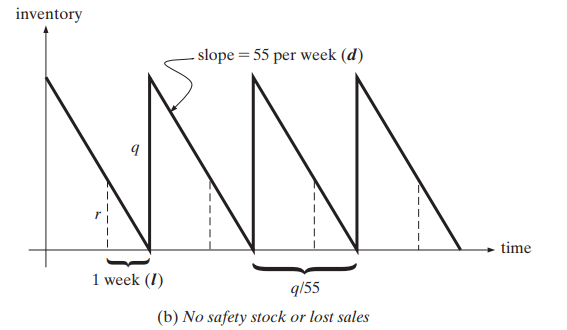 inventory
slope = 55 per week (d)
q
r
time
1 week (l)
q/55
(b) No safety stock or lost sales